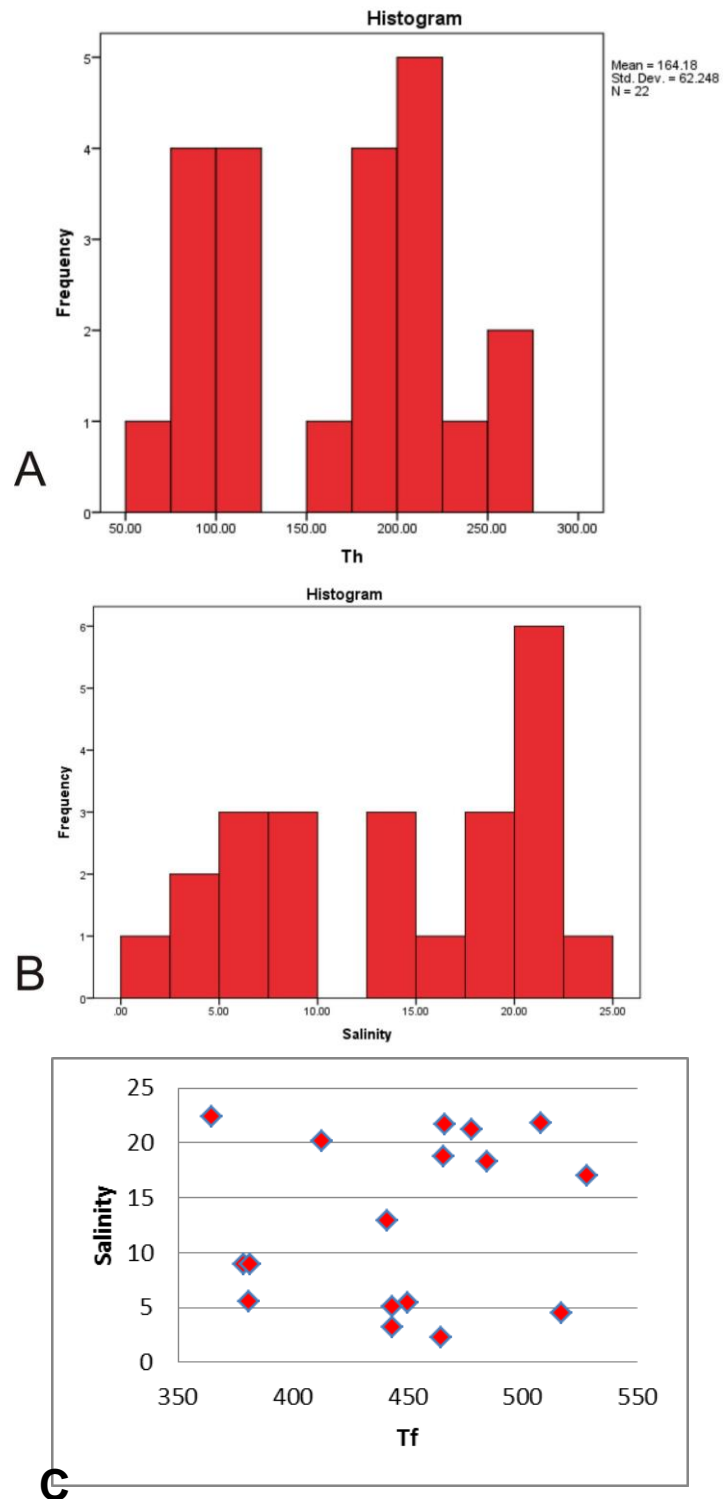 Histogram
Mean = 164.18
Std. Dev. = 62.248
N = 22
5
4
3
2
1
0
Frequency
50.00 100.00 150.00 200.00 250.00 300.00
Th
A
Histogram
6
5
4
3
2
1
0
Frequency
.00 5.00 10.00 15.00 20.00 25.00
Salinity
B
25
20
15
10
5
0
Salinity
350 400 450 500 550
Tf
C